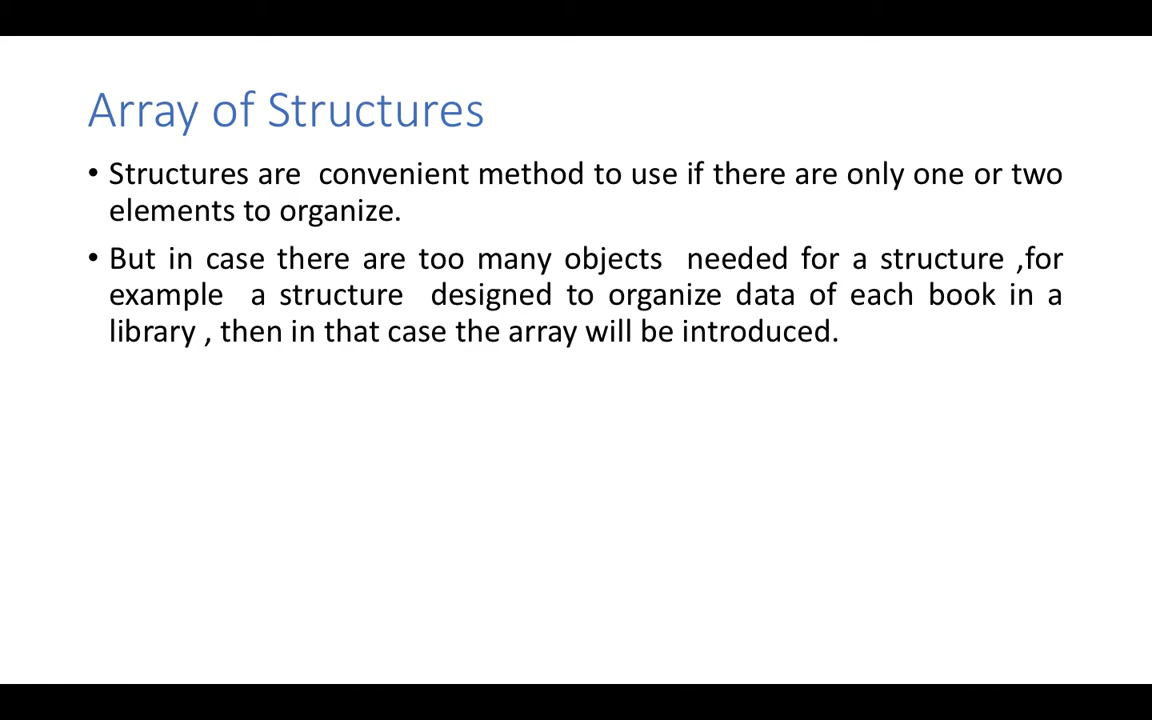 Array of Structures
• Structures are  convenient method to use if there are only one or two
elements to organize.
• But in case there are too many objects  needed for a structure ,for
example  a structure  designed to organize data of each book in a
library , then in that case the array will be introduced.